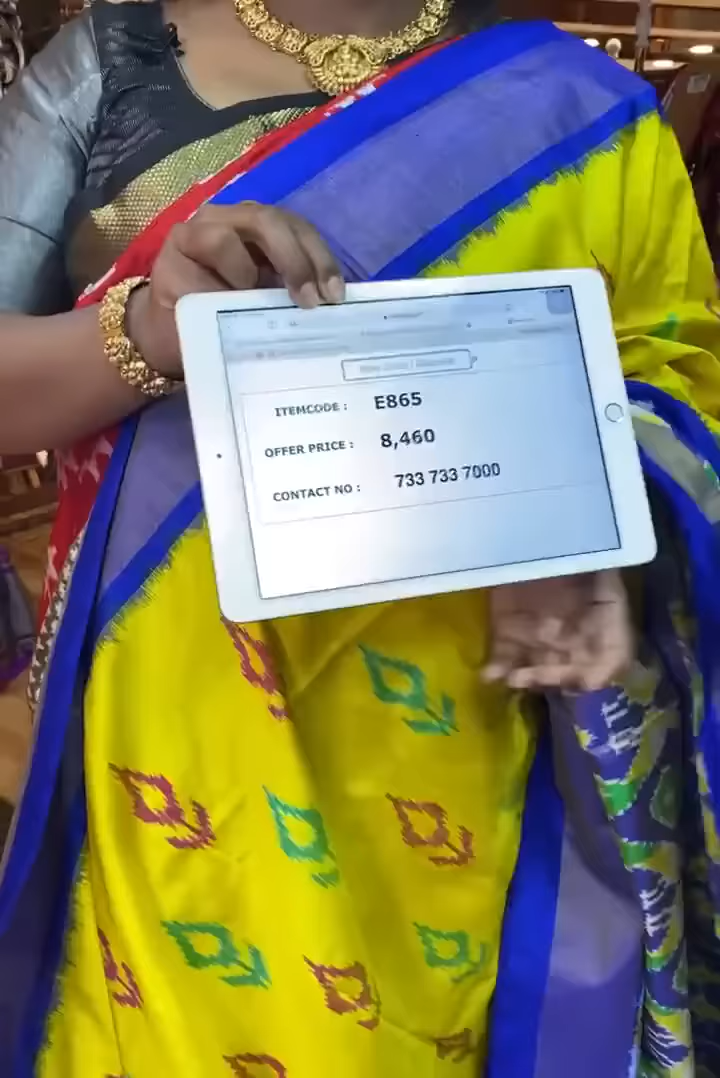 ITEMCODE : E865
OFFER PRICE : 8,460
CONTACT NO : 733 733 7000